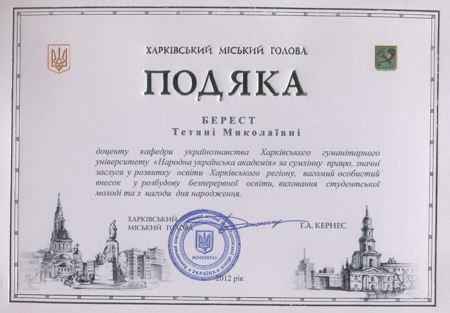 ХАРКІВСЬКИЙ МІСЬКИЙ ГОЛОВА
ПОДЯКА
БЕРЕСТ
Тетяні Миколаївні
доценту кафедри українознавства Харківського гуманітарного
університету «Народна українська академія» за сумлінну працю, значні
заслуги у розвитку освіти Харківського регіону, вагомий особистий
внесок у розбудову безперервної освіти, виховання студентської
молоді та з нагоди дня народження.
ХАРКІВСЬКИЙ
МІСЬКИЙ ГОЛОВА
Г.А. КЕРНЕС
УКРАЇНА
2012 рік